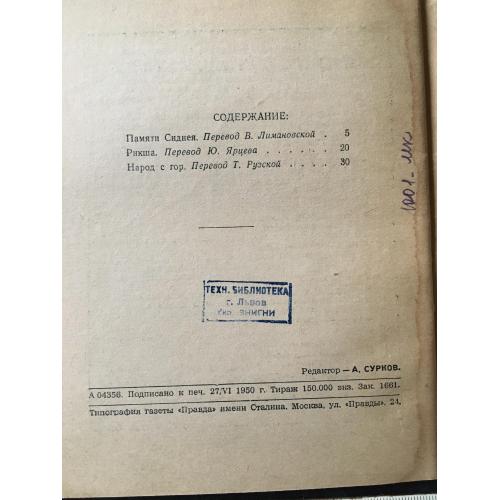 СОДЕРЖАНИЕ:
Памяти Сиднея. Перевод В. Лимановской . 5
Рикша. Перевод Ю. Ярцева . . . . . . . 20
Народ с гор. Перевод Т. Рузской . . . . 30
ТЕХН. БИБЛИОТЕКА
г. Львов
Укр. ВНИГНИ
Редактор — А. СУРКОВ.
А 04356. Подписано к печ. 27/VI 1950 г. Тираж 150.000 экз. Зак. 1661.
Типография газеты «Правда» имени Сталина. Москва, ул. «Правды», 24.